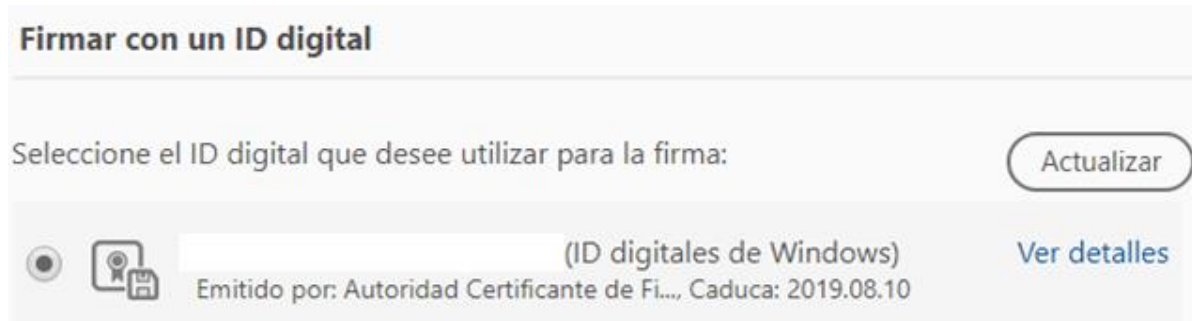 Firmar con un ID digital
Seleccione el ID digital que desee utilizar para la firma:
Actualizar
(ID digitales de Windows)
Ver detalles
Emitido por: Autoridad Certificante de Fi..., Caduca: 2019.08.10